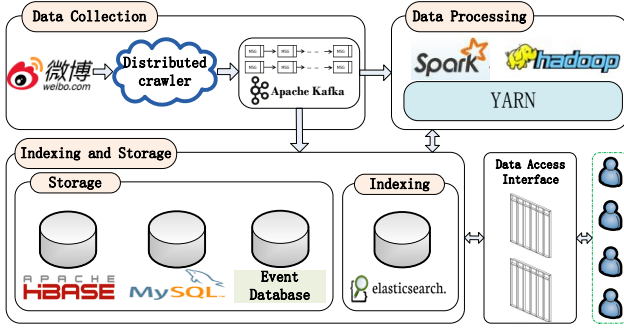 Data Collection
微博
weibo.com
Distributed
crawler
MSG MSG MSG
MSG MSG MSG
Apache Kafka
Data Processing
Spark
hadoop
YARN
Indexing and Storage
Storage
APACHE
HBASE
MySQL
Event
Database
Indexing
elasticsearch.
Data Access
Interface